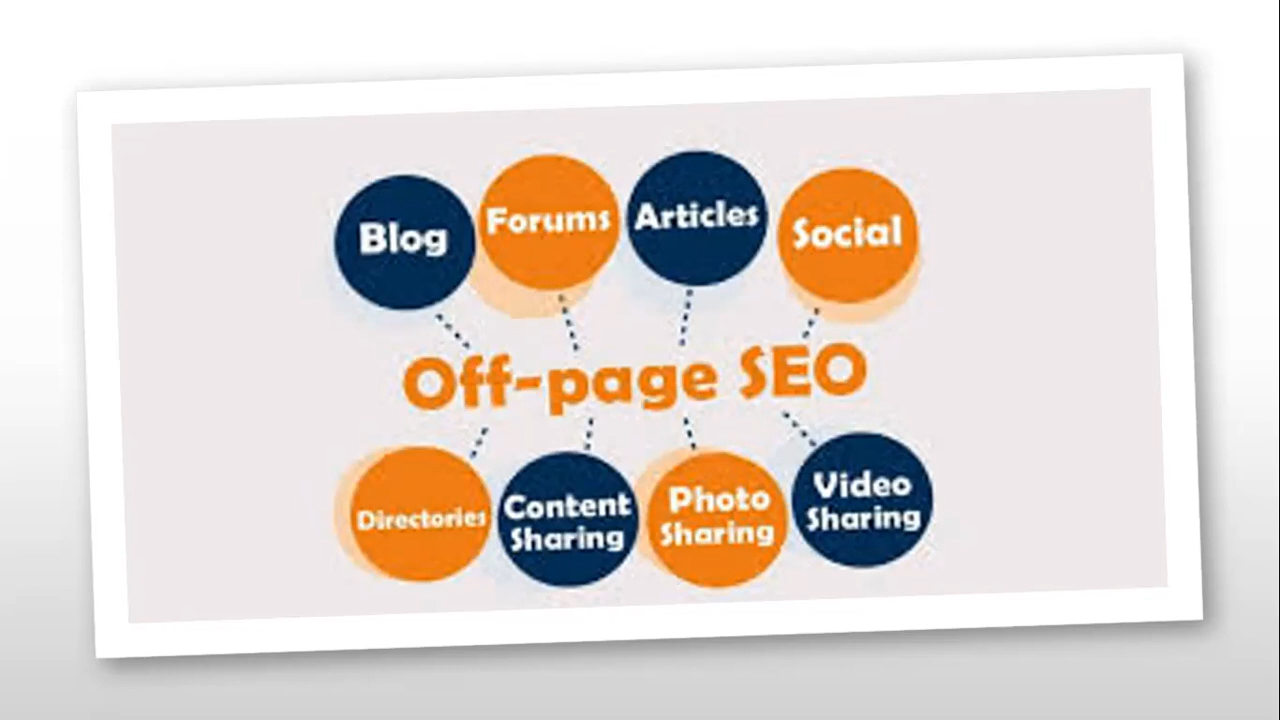 Blog
Forums
Articles
Social
Off-page SEO
Directories
Content
Sharing
Photo
Sharing
Video
Sharing